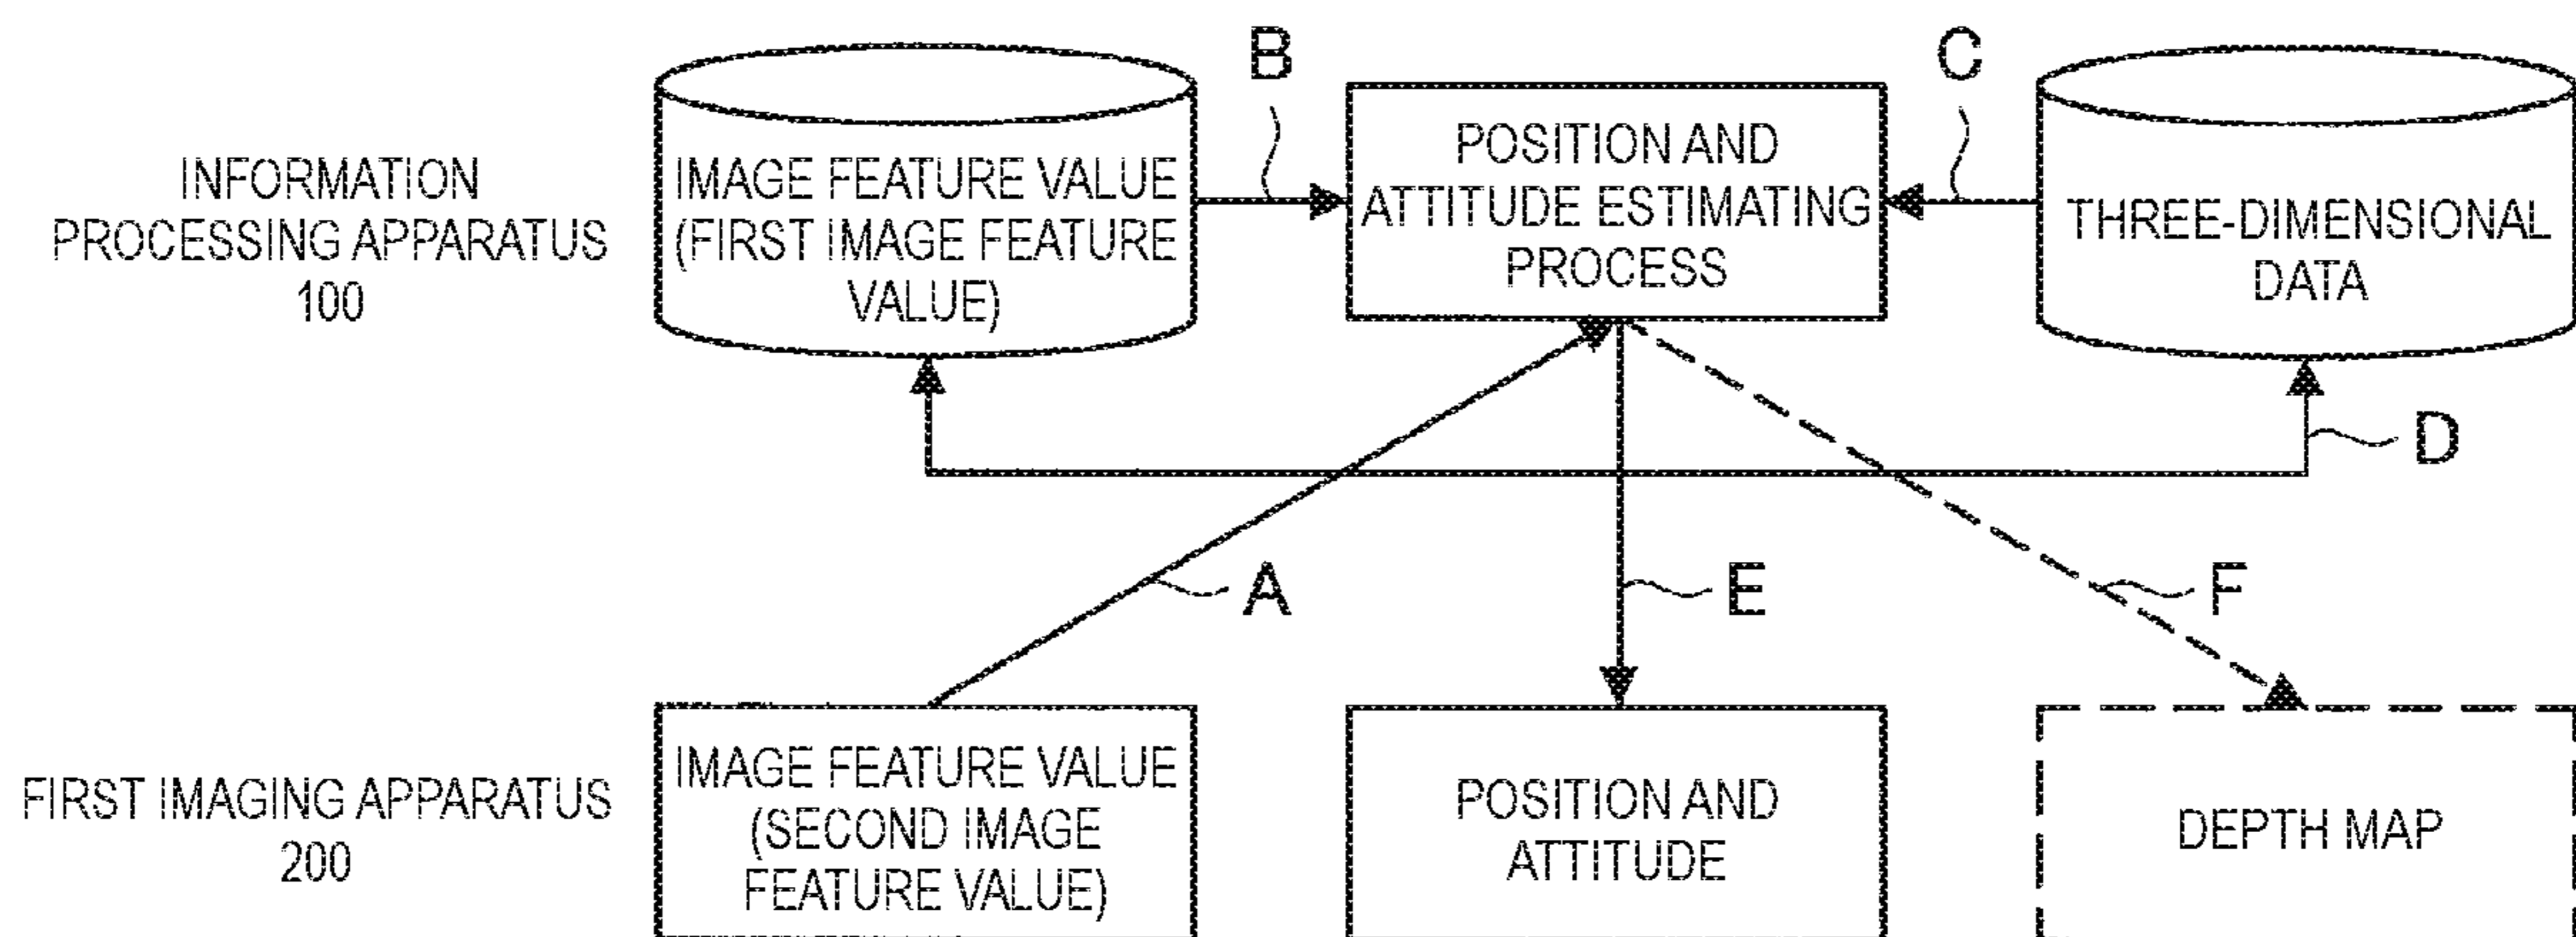 B
C
INFORMATION
PROCESSING APPARATUS
100
IMAGE FEATURE VALUE
(FIRST IMAGE FEATURE
VALUE)
POSITION AND
ATTITUDE ESTIMATING
PROCESS
THREE-DIMENSIONAL
DATA
D
A
E
F
FIRST IMAGING APPARATUS
200
IMAGE FEATURE VALUE
(SECOND IMAGE
FEATURE VALUE)
POSITION AND
ATTITUDE
DEPTH MAP